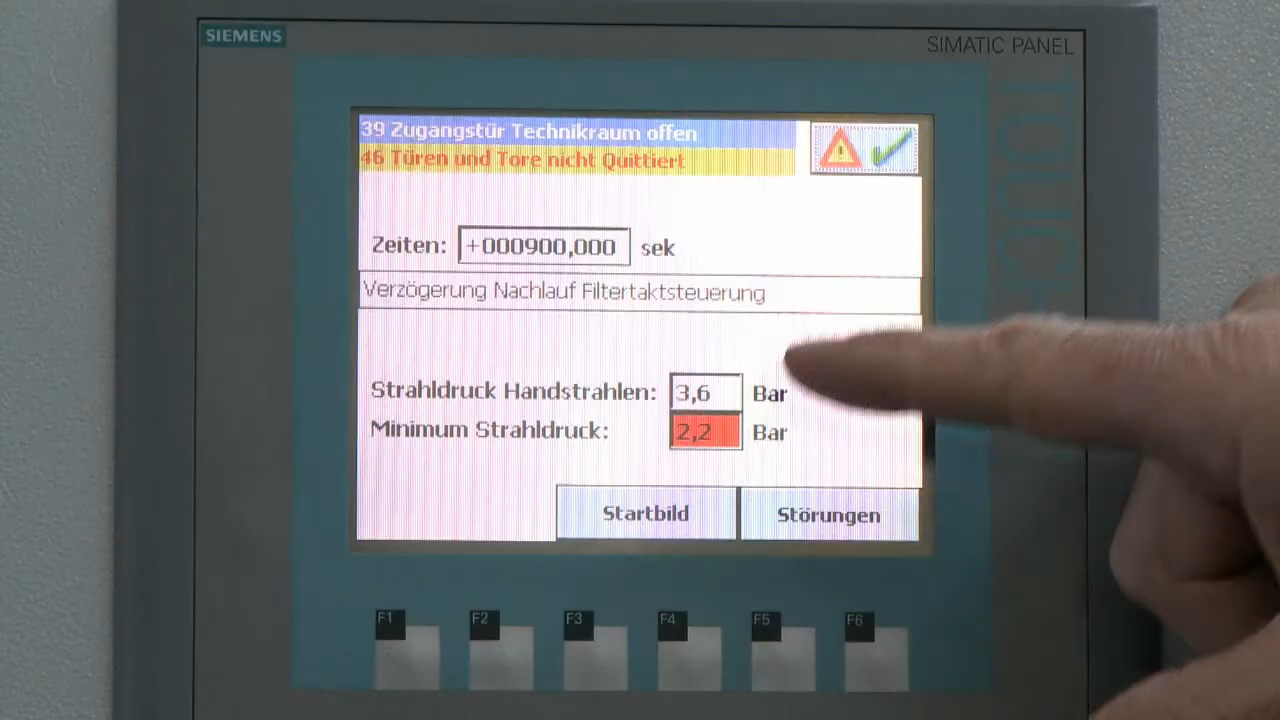 SIEMENS
SIMATIC PANEL
TOUCH
39 Zugangstür Technikraum offen
46 Türen und Tore nicht Quittiert
Zeiten: +000900,000 sek
Verzögerung Nachlauf Filtertaktsteuerung
Strahldruck Handstrahlen: 3,6 Bar
Minimum Strahldruck: 2,2 Bar
Startbild Störungen
F1 F2 F3 F4 F5 F6